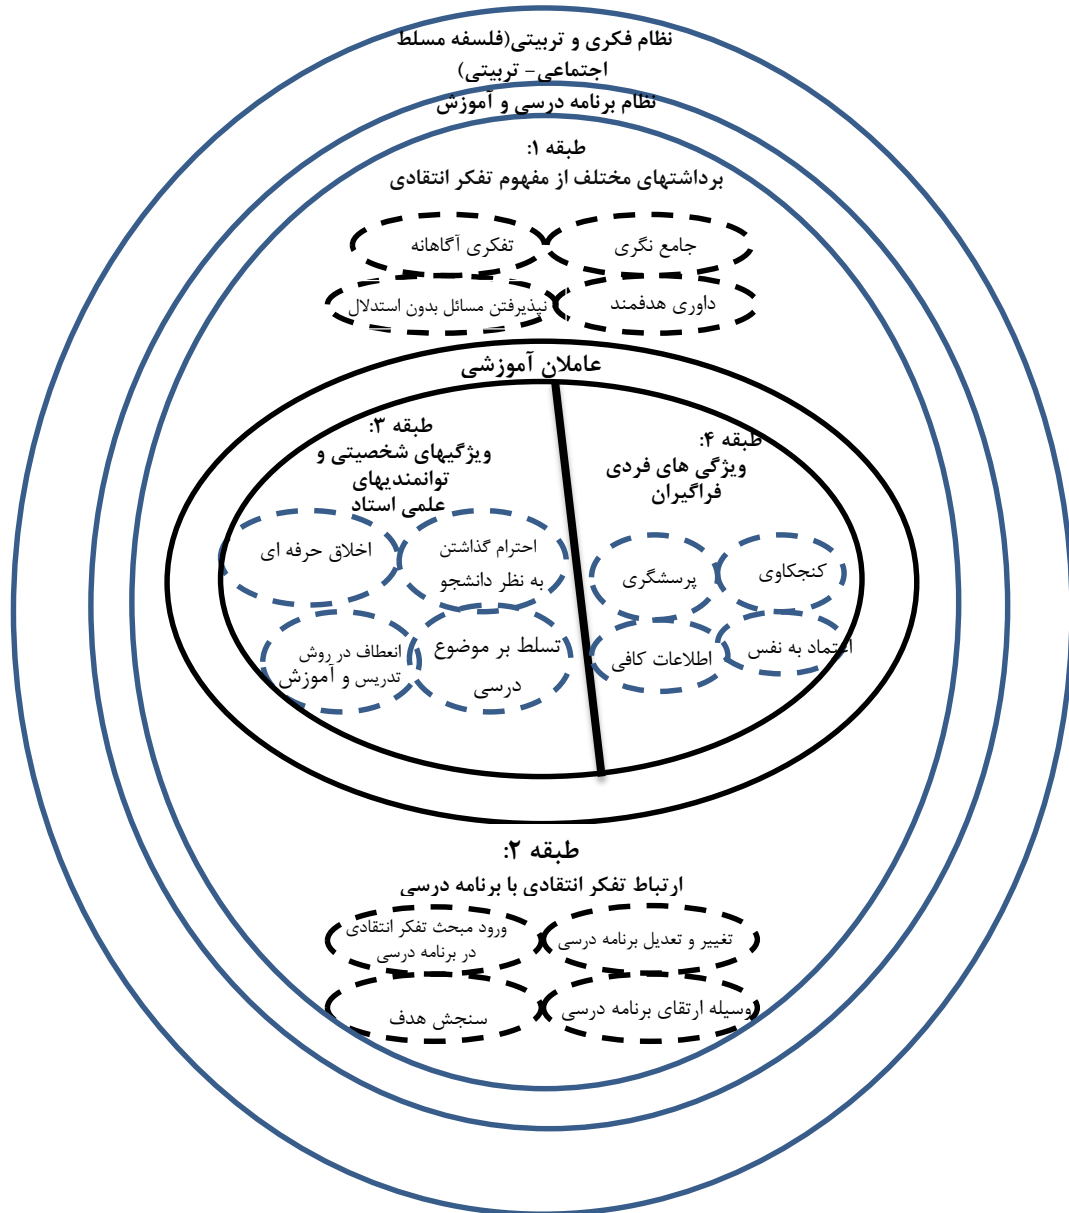 نظام فکری و تربیتی(فلسفه مسلط
اجتماعی- تربیتی)
نظام برنامه درسی و آموزش
طبقه ۱:
برداشتهای مختلف از مفهوم تفکر انتقادی
جامع نگری
تفکری آگاهانه
داوری هدفمند
نپذیرفتن مسائل بدون استدلال
عاملان آموزشی
طبقه ۴:
ویژگی های فردی
فراگیران
کنجکاوی
پرسشگری
اعتماد به نفس
اطلاعات کافی
طبقه ۳:
ویژگیهای شخصیتی و
توانمندیهای
علمی استاد
احترام گذاشتن
به نظر دانشجو
اخلاق حرفه ای
تسلط بر موضوع
درسی
انعطاف در روش
تدریس و آموزش
طبقه ۲:
ارتباط تفکر انتقادی با برنامه درسی
تغییر و تعدیل برنامه درسی
ورود مبحث تفکر انتقادی
در برنامه درسی
وسیله ارتقای برنامه درسی
سنجش هدف